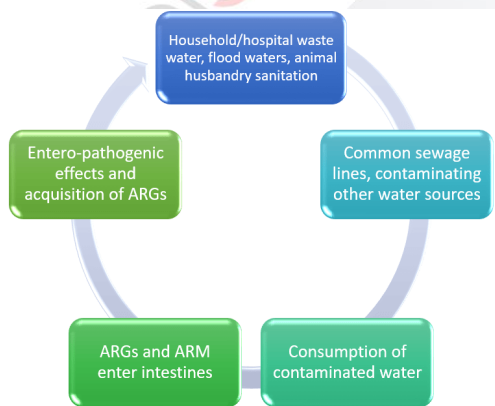 Household/hospital waste
water, flood waters, animal
husbandry sanitation
Common sewage
lines, contaminating
other water sources
Consumption of
contaminated water
ARGs and ARM
enter intestines
Entero-pathogenic
effects and
acquisition of ARGs